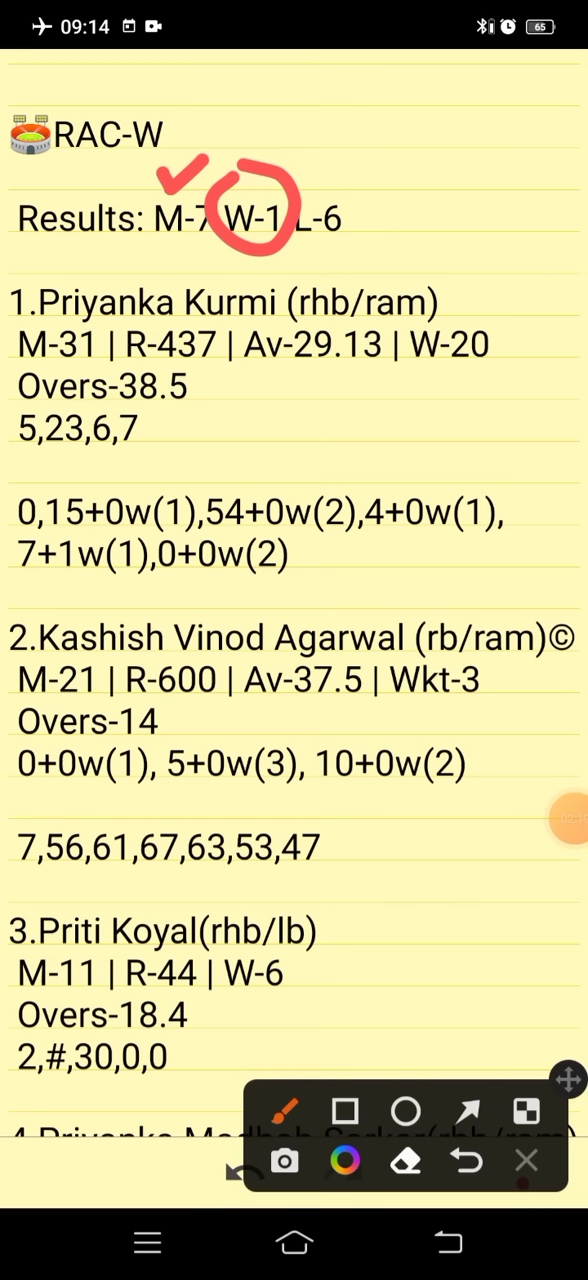 09:14
65
RAC-W
Results: M-7 W-1 L-6
1.Priyanka Kurmi (rhb/ram)
M-31 | R-437 | Av-29.13 | W-20
Overs-38.5
5,23,6,7
0,15+0w(1),54+0w(2),4+0w(1),
7+1w(1),0+0w(2)
2.Kashish Vinod Agarwal (rb/ram)©
M-21 | R-600 | Av-37.5 | Wkt-3
Overs-14
0+0w(1), 5+0w(3), 10+0w(2)
7,56,61,67,63,53,47
3.Priti Koyal(rhb/lb)
M-11 | R-44 | W-6
Overs-18.4
2,#,30,0,0
4.Priyanka